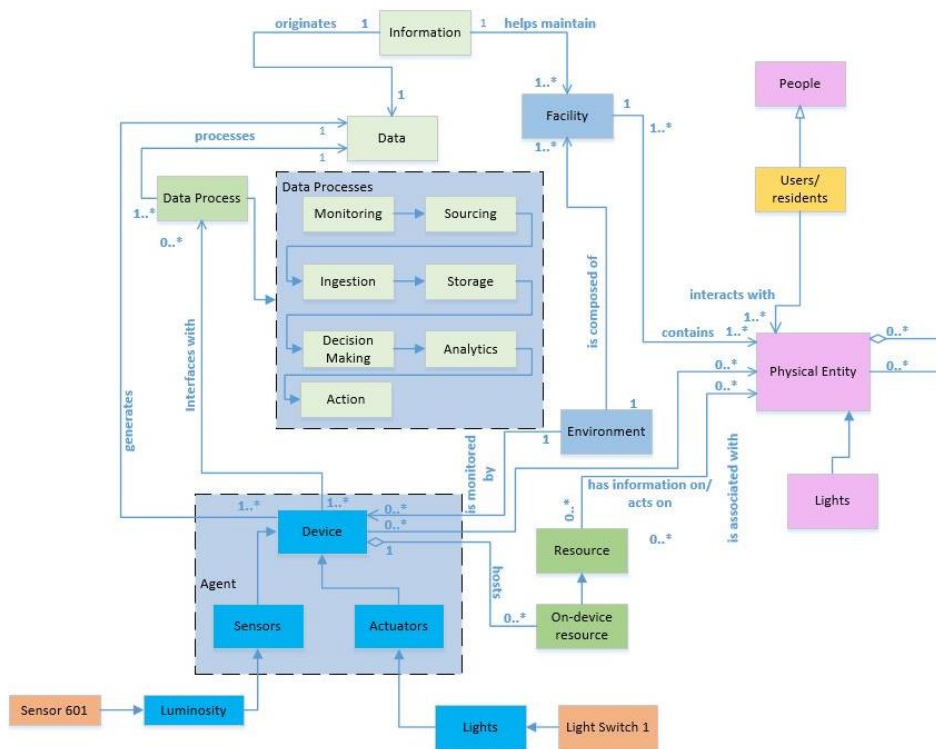 originates
1
Information
1
helps maintain
1..*
1
Facility
1
1..*
1..*
People
generates
processes
1
1
Data
Data Process
1..*
0..*
Data Processes
Monitoring
Sourcing
Ingestion
Storage
Decision
Making
Analytics
Action
Users/
residents
interacts with
1..*
is composed of
contains
1..*
0..*
0..*
0..*
0..*
Physical Entity
Interfaces with
1
Environment
1
is monitored
by
has information on/
acts on
is associated with
Lights
1..*
1..*
0..*
0..*
Device
1
Agent
Sensors
Actuators
hosts
0..*
0..*
0..*
Resource
On-device
resource
Sensor 601
Luminosity
Lights
Light Switch 1